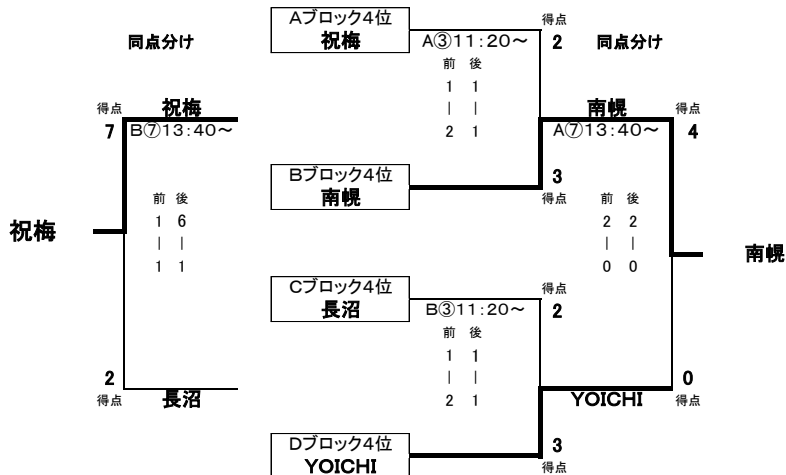 Aブロック4位
祝梅
同点分け
A③11:20～
得点
2
同点分け
前 後
1 1
| |
2 1
祝梅
得点
7
B⑦13:40～
南幌
得点
4
A⑦13:40～
Bブロック4位
南幌
3
得点
前 後
1 6
| |
1 1
前 後
2 2
| |
0 0
祝梅
南幌
Cブロック4位
長沼
B③11:20～
得点
2
前 後
1 1
| |
2 1
2
得点
長沼
YOICHI
0
得点
Dブロック4位
YOICHI
3
得点